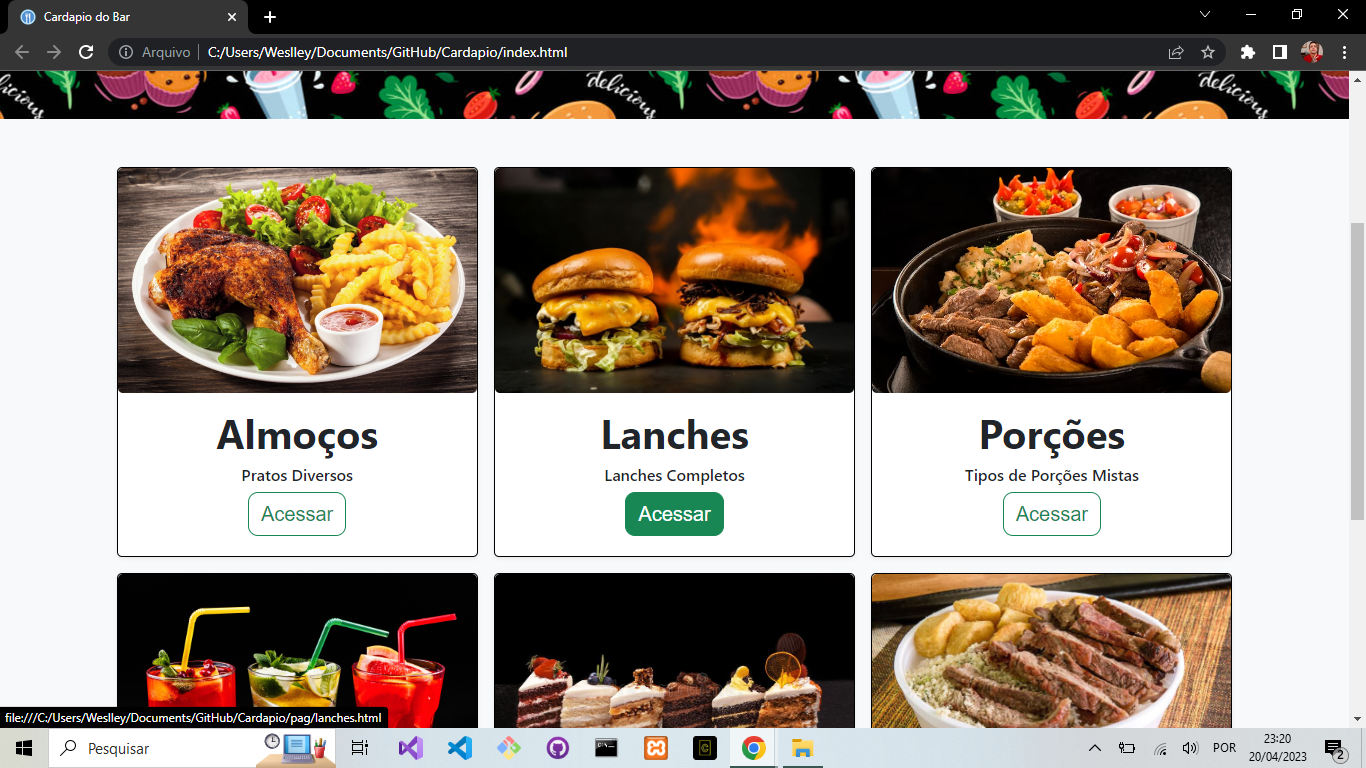 Cardapio do Bar
Arquivo
C:/Users/Weslley/Documents/GitHub/Cardapio/index.html
delicious
delicious
Almoços
Lanches
Porções
Pratos Diversos
Lanches Completos
Tipos de Porções Mistas
Acessar
Acessar
Acessar
file:///C:/Users/Weslley/Documents/GitHub/Cardapio/pag/lanches.html
Pesquisar
POR
23:20
20/04/2023
2